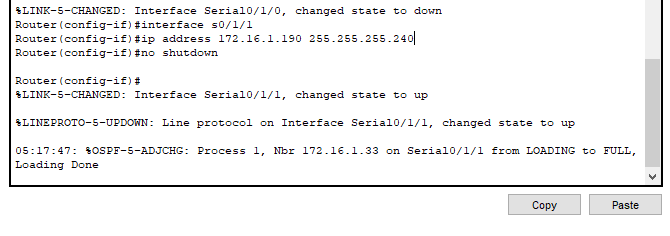 %LINK-5-CHANGED: Interface Serial0/1/0, changed state to down
Router(config-if)#interface s0/1/1
Router(config-if)#ip address 172.16.1.190 255.255.255.240
Router(config-if)#no shutdown
Router(config-if)#
%LINK-5-CHANGED: Interface Serial0/1/1, changed state to up
%LINEPROTO-5-UPDOWN: Line protocol on Interface Serial0/1/1, changed state to up
05:17:47: %OSPF-5-ADJCHG: Process 1, Nbr 172.16.1.33 on Serial0/1/1 from LOADING to FULL,
Loading Done
Copy Paste